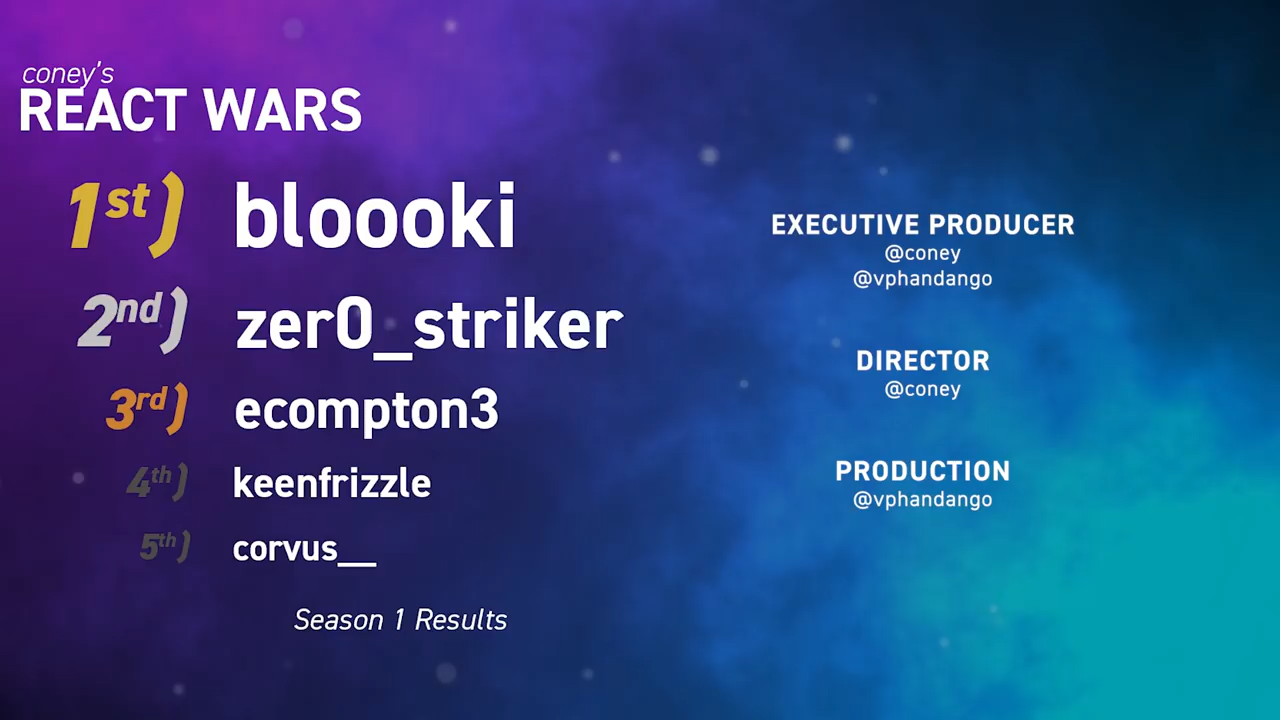 coney's
REACT WARS
1st) bloooki
2nd) zer0_striker
3rd) ecompton3
4th) keenfrizzle
5th) corvus__
Season 1 Results
EXECUTIVE PRODUCER
@coney
@vphandango
DIRECTOR
@coney
PRODUCTION
@vphandango